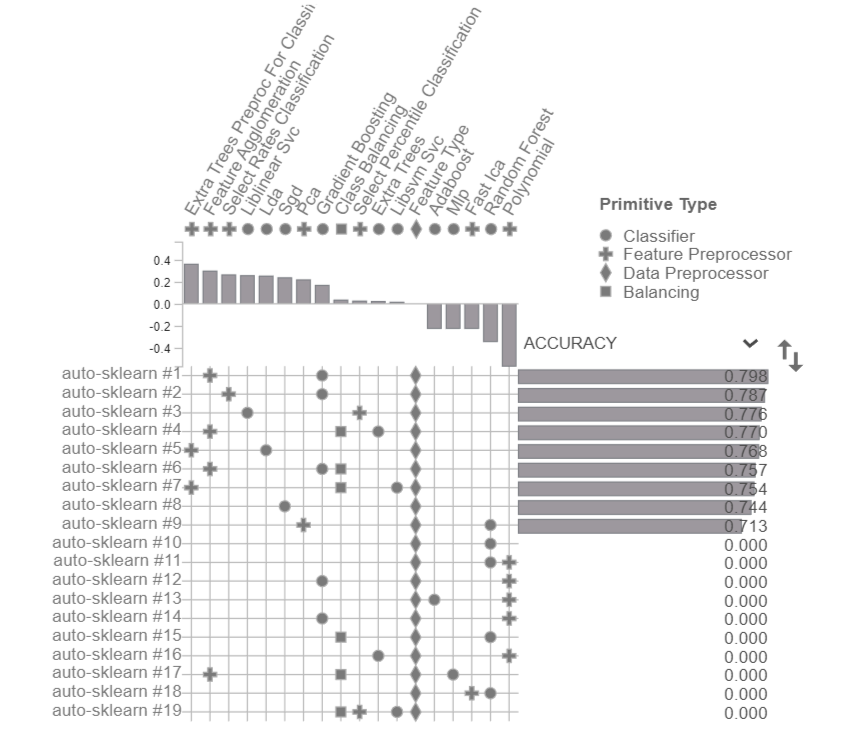 Extra Trees Preproc For Classi
Feature Agglomeration
Select Rates Classification
Liblinear Svc
Lda
Sgd
Pca
Gradient Boosting
Class Balancing
Select Percentile Classification
Extra Trees
Libsvm Svc
Feature Type
Adaboost
Mlp
Fast Ica
Random Forest
Polynomial
Primitive Type
Classifier
Feature Preprocessor
Data Preprocessor
Balancing
0.4
0.2
0.0
-0.2
-0.4
ACCURACY
auto-sklearn #1 0.798
auto-sklearn #2 0.787
auto-sklearn #3 0.776
auto-sklearn #4 0.770
auto-sklearn #5 0.768
auto-sklearn #6 0.757
auto-sklearn #7 0.754
auto-sklearn #8 0.744
auto-sklearn #9 0.713
auto-sklearn #10 0.000
auto-sklearn #11 0.000
auto-sklearn #12 0.000
auto-sklearn #13 0.000
auto-sklearn #14 0.000
auto-sklearn #15 0.000
auto-sklearn #16 0.000
auto-sklearn #17 0.000
auto-sklearn #18 0.000
auto-sklearn #19 0.000